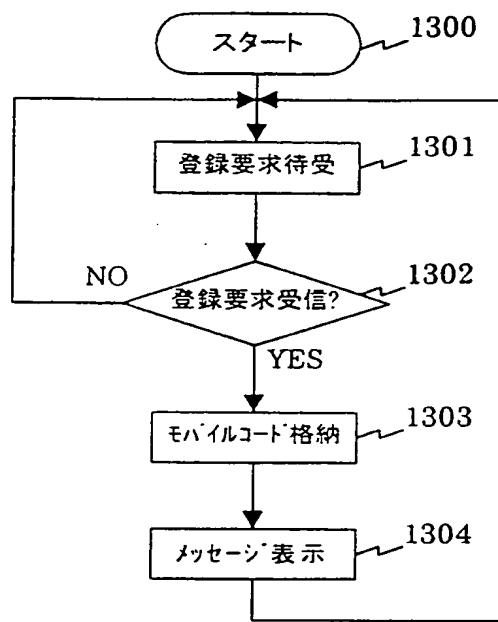 スタート
1300
登録要求待受
1301
登録要求受信?
1302
NO
YES
モバイルコード格納
1303
メッセージ表示
1304